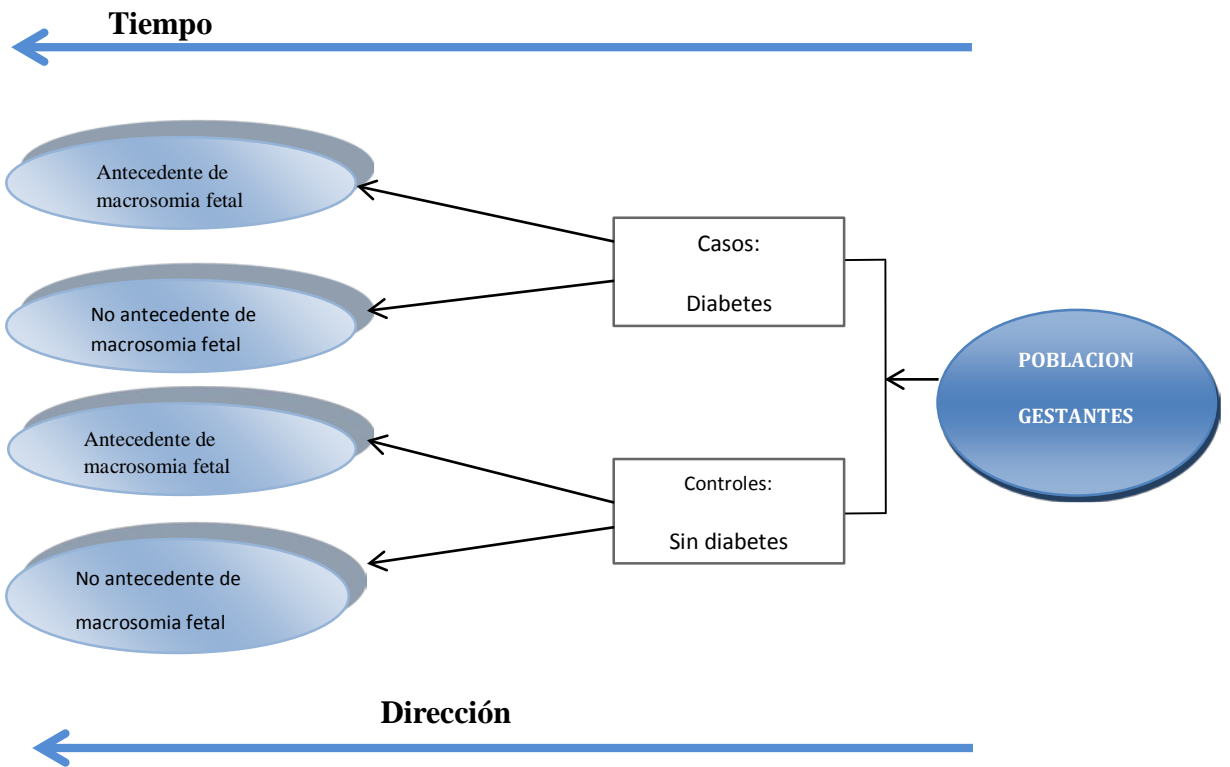 Tiempo
Antecedente de
macrosomia fetal
No antecedente de
macrosomia fetal
Antecedente de
macrosomia fetal
No antecedente de
macrosomia fetal
Casos:
Diabetes
Controles:
Sin diabetes
POBLACION
GESTANTES
Dirección